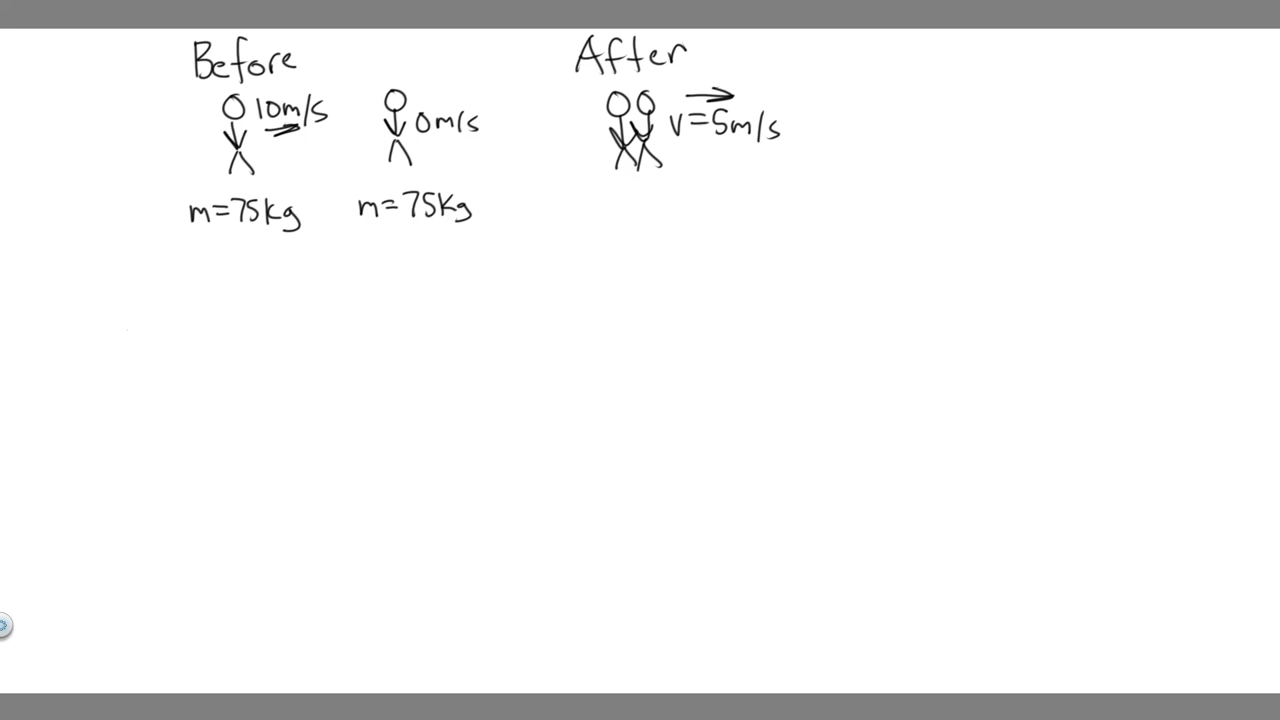 Before
10m/s
0m/s
m=75kg
m=75kg
After
v=5m/s